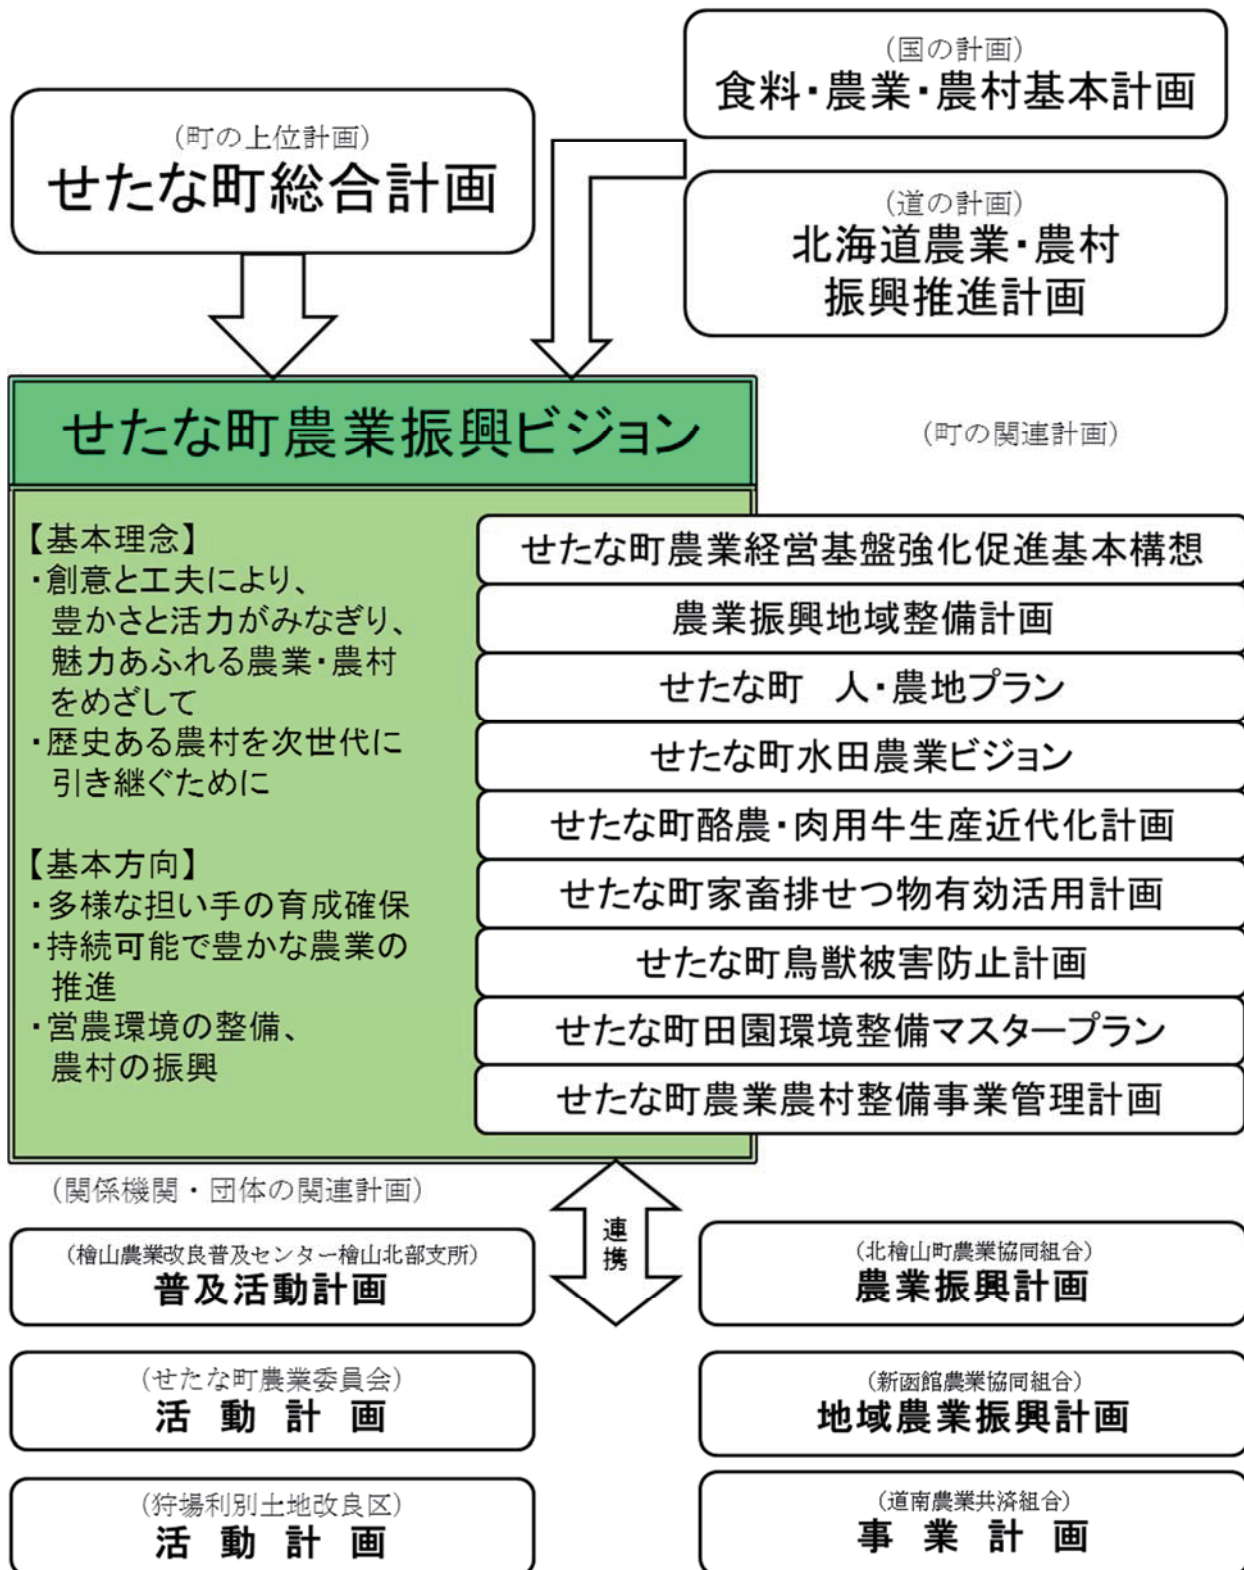 (国の計画)
食料・農業・農村基本計画
(町の上位計画)
せたな町総合計画
(道の計画)
北海道農業・農村
振興推進計画
せたな町農業振興ビジョン
(町の関連計画)
【基本理念】
・創意と工夫により、
豊かさと活力がみなぎり、
魅力あふれる農業・農村
をめざして
・歴史ある農村を次世代に
引き継ぐために
【基本方向】
・多様な担い手の育成確保
・持続可能で豊かな農業の
推進
・営農環境の整備、
農村の振興
せたな町農業経営基盤強化促進基本構想
農業振興地域整備計画
せたな町　人・農地プラン
せたな町水田農業ビジョン
せたな町酪農・肉用牛生産近代化計画
せたな町家畜排せつ物有効活用計画
せたな町鳥獣被害防止計画
せたな町田園環境整備マスタープラン
せたな町農業農村整備事業管理計画
(関係機関・団体の関連計画)
連
携
(檜山農業改良普及センター檜山北部支所)
普及活動計画
(北檜山町農業協同組合)
農業振興計画
(せたな町農業委員会)
活 動 計 画
(新函館農業協同組合)
地域農業振興計画
(狩場利別土地改良区)
活 動 計 画
(道南農業共済組合)
事 業 計 画